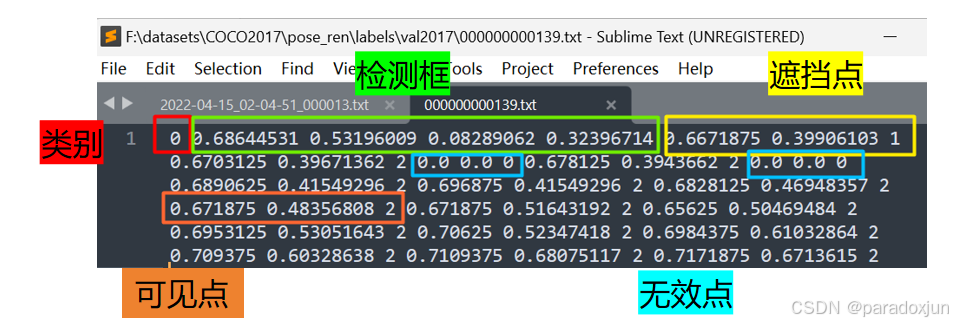 F:\datasets\COCO2017\pose_ren\labels\val2017\000000000139.txt - Sublime Text (UNREGISTERED)
File Edit Selection Find 检测框 Tools Project Preferences Help 遮挡点
2022-04-15_02-04-51_000013.txt 000000000139.txt
类别 1 0 0.68644531 0.53196009 0.08289062 0.32396714 0.6671875 0.39906103 1
0.6703125 0.39671362 2 0.0 0.0 0 0.678125 0.3943662 2 0.0 0.0 0
0.6890625 0.41549296 2 0.696875 0.41549296 2 0.6828125 0.46948357 2
0.671875 0.48356808 2 0.671875 0.51643192 2 0.65625 0.50469484 2
0.6953125 0.53051643 2 0.70625 0.52347418 2 0.6984375 0.61032864 2
0.709375 0.60328638 2 0.7109375 0.68075117 2 0.7171875 0.6713615 2
可见点 无效点
CSDN @paradoxjun